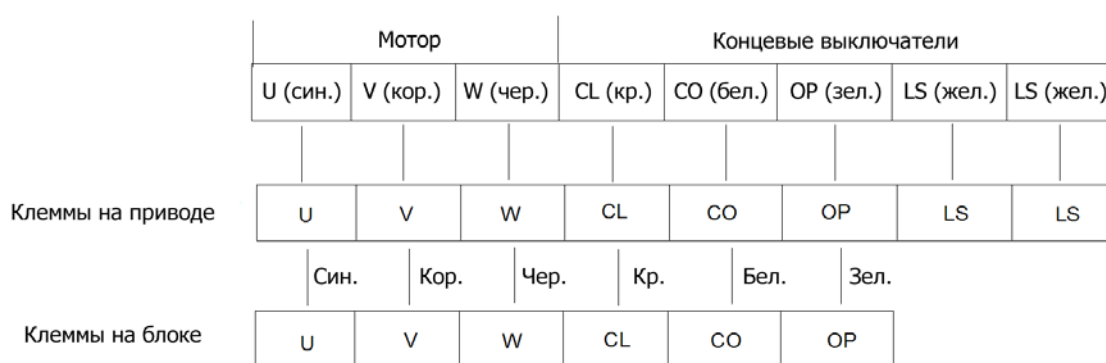 Мотор Концевые выключатели
U (син.) V (кор.) W (чер.) CL (кр.) CO (бел.) OP (зел.) LS (жел.) LS (жел.)
Клеммы на приводе U V W CL CO OP LS LS
Син. Кор. Чер. Кр. Бел. Зел.
Клеммы на блоке U V W CL CO OP